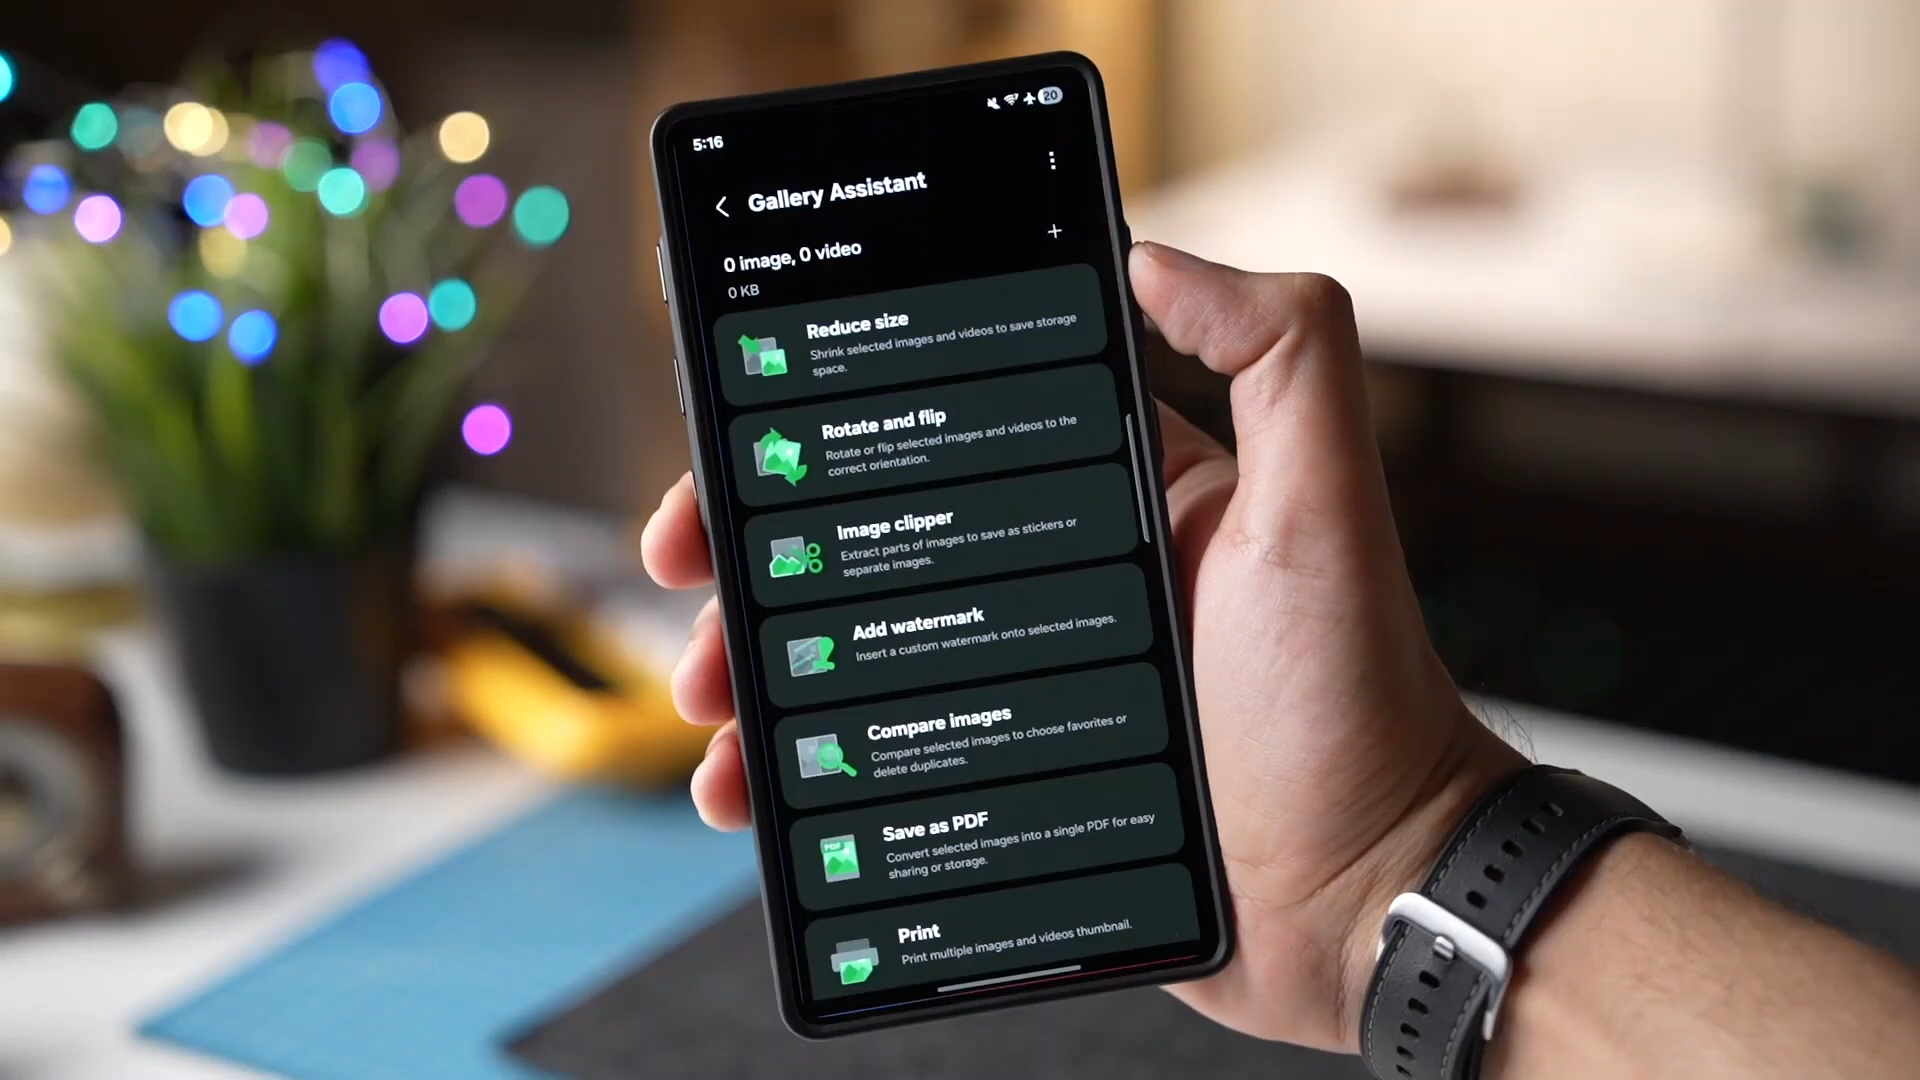 5:16
20
Gallery Assistant
0 image, 0 video
0 KB
Reduce size
Shrink selected images and videos to save storage
space.
Rotate and flip
Rotate or flip selected images and videos to the
correct orientation.
Image clipper
Extract parts of images to save as stickers or
separate images.
Add watermark
Insert a custom watermark onto selected images.
Compare images
Compare selected images to choose favorites or
delete duplicates.
PDF
Save as PDF
Convert selected images into a single PDF for easy
sharing or storage.
Print
Print multiple images and videos thumbnail.